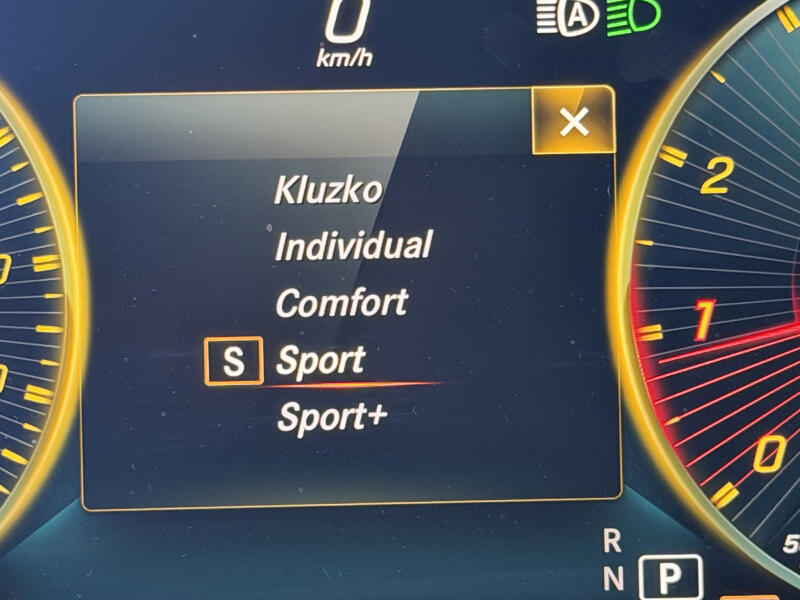 0
km/h
A
×
Kluzko
Individual
Comfort
S Sport
Sport+
2
1
0
R
N
P